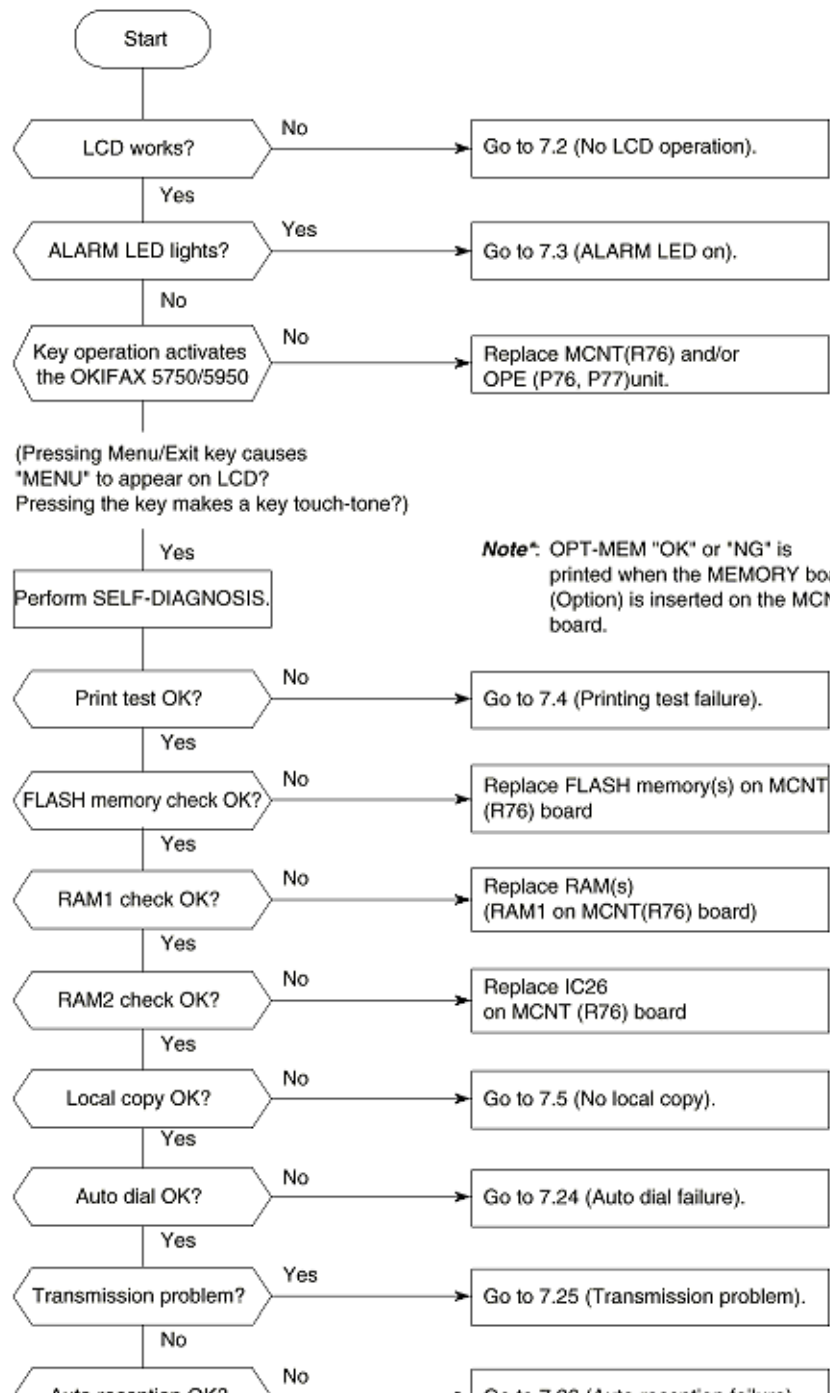 Start
LCD works?
No
Go to 7.2 (No LCD operation).
Yes
ALARM LED lights?
Yes
Go to 7.3 (ALARM LED on).
No
Key operation activates
the OKIFAX 5750/5950
No
Replace MCNT(R76) and/or
OPE (P76, P77)unit.
(Pressing Menu/Exit key causes
"MENU" to appear on LCD?
Pressing the key makes a key touch-tone?)
Yes
Note*: OPT-MEM "OK" or "NG" is
printed when the MEMORY
(Option) is inserted on the
board.
Perform SELF-DIAGNOSIS.
Print test OK?
No
Go to 7.4 (Printing test failure).
Yes
FLASH memory check OK?
No
Replace FLASH memory(s) on MCNT
(R76) board
Yes
RAM1 check OK?
No
Replace RAM(s)
(RAM1 on MCNT(R76) board)
Yes
RAM2 check OK?
No
Replace IC26
on MCNT (R76) board
Yes
Local copy OK?
No
Go to 7.5 (No local copy).
Yes
Auto dial OK?
No
Go to 7.24 (Auto dial failure).
Yes
Transmission problem?
Yes
Go to 7.25 (Transmission problem).
No
Auto reception OK?
No
Go to (Auto reception failure)